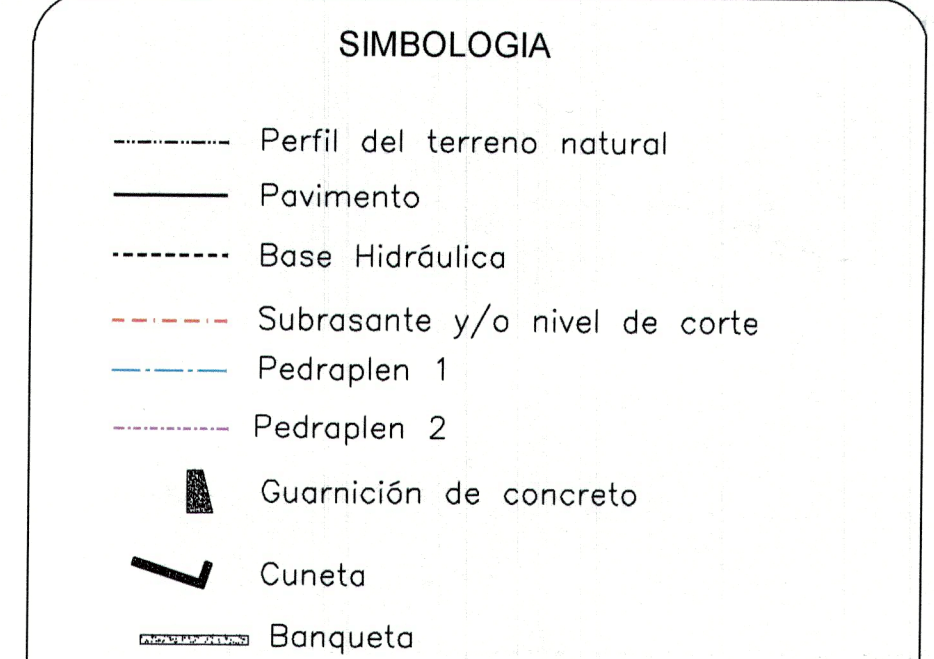 SIMBOLOGIA
Perfil del terreno natural
Pavimento
Base Hidráulica
Subrasante y/o nivel de corte
Pedraplen 1
Pedraplen 2
Guarnición de concreto
Cuneta
Banqueta